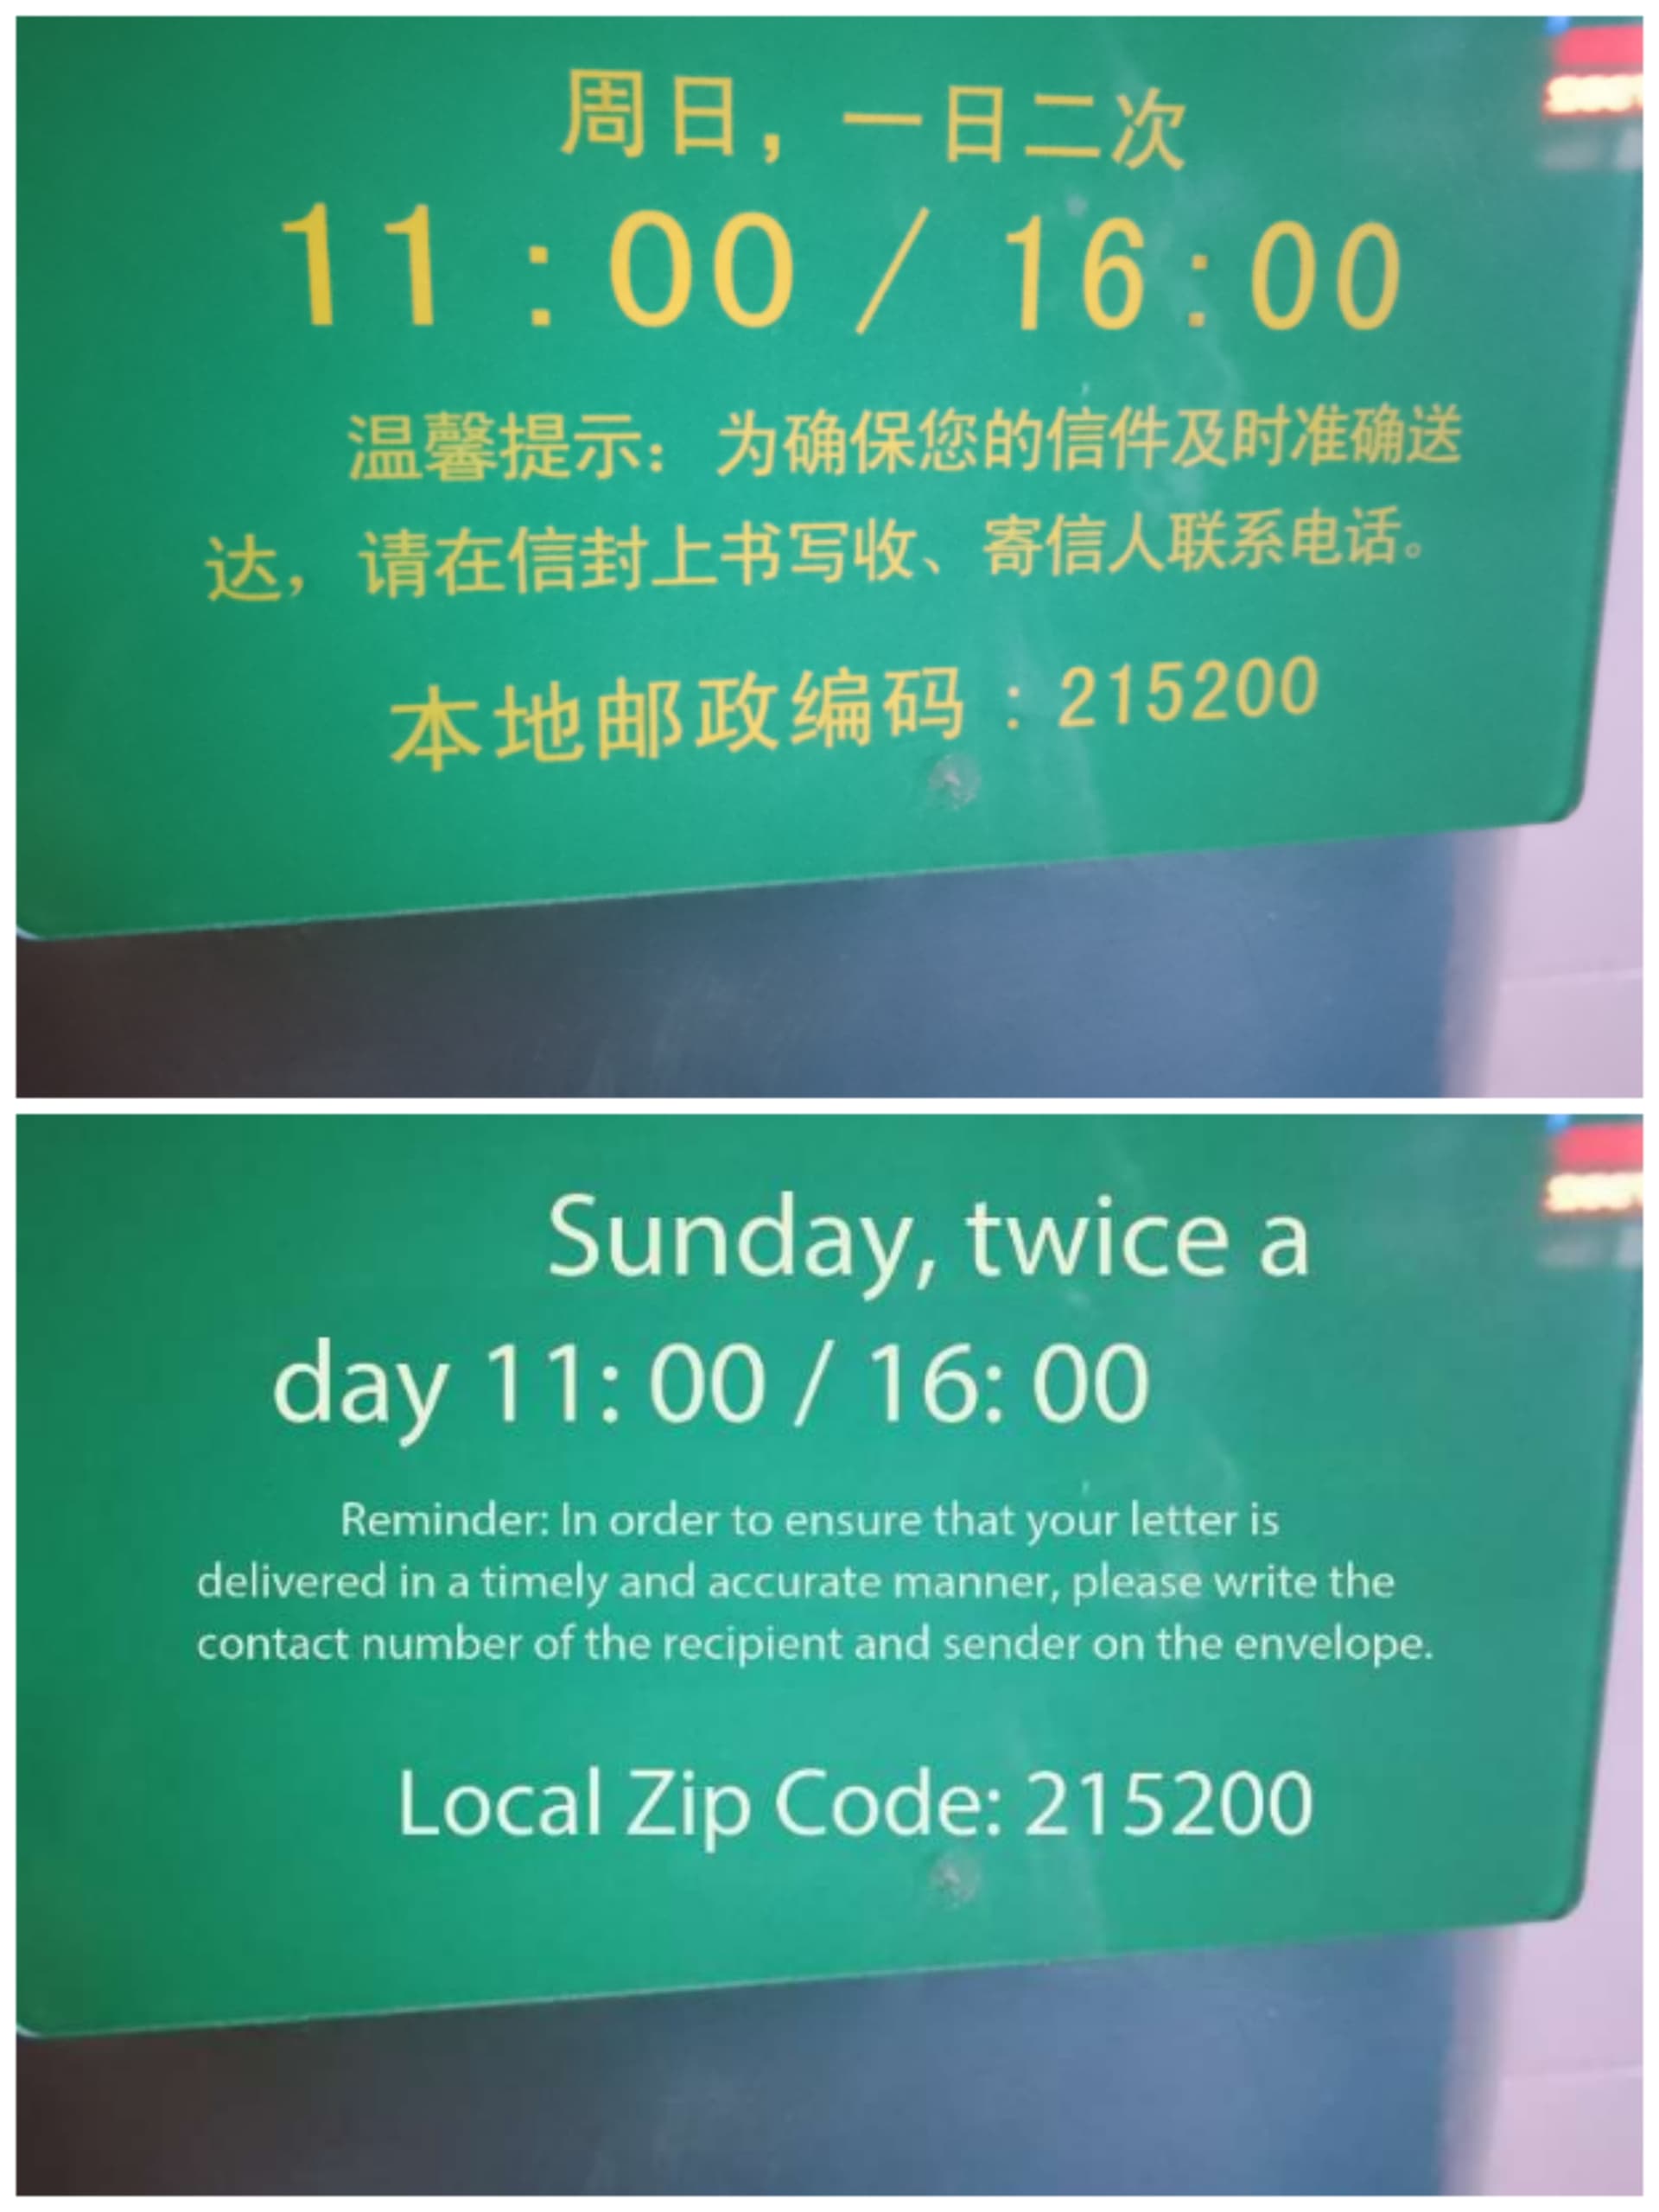 周日，一日二次
11：00 / 16：00
温馨提示：为确保您的信件及时准确送
达，请在信封上书写收、寄信人联系电话。
本地邮政编码：215200
Sunday, twice a
day 11: 00 / 16: 00
Reminder: In order to ensure that your letter is
delivered in a timely and accurate manner, please write the
contact number of the recipient and sender on the envelope.
Local Zip Code: 215200